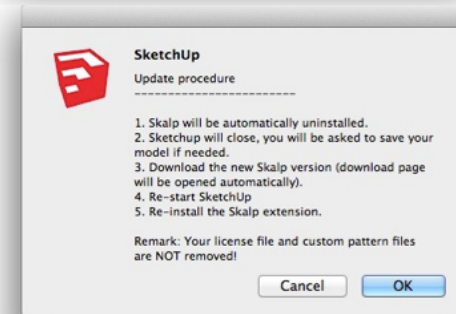 SketchUp
Update procedure
------------------------
1. Skalp will be automatically uninstalled.
2. Sketchup will close, you will be asked to save your
model if needed.
3. Download the new Skalp version (download page
will be opened automatically).
4. Re-start SketchUp
5. Re-install the Skalp extension.
Remark: Your license file and custom pattern files
are NOT removed!
Cancel OK